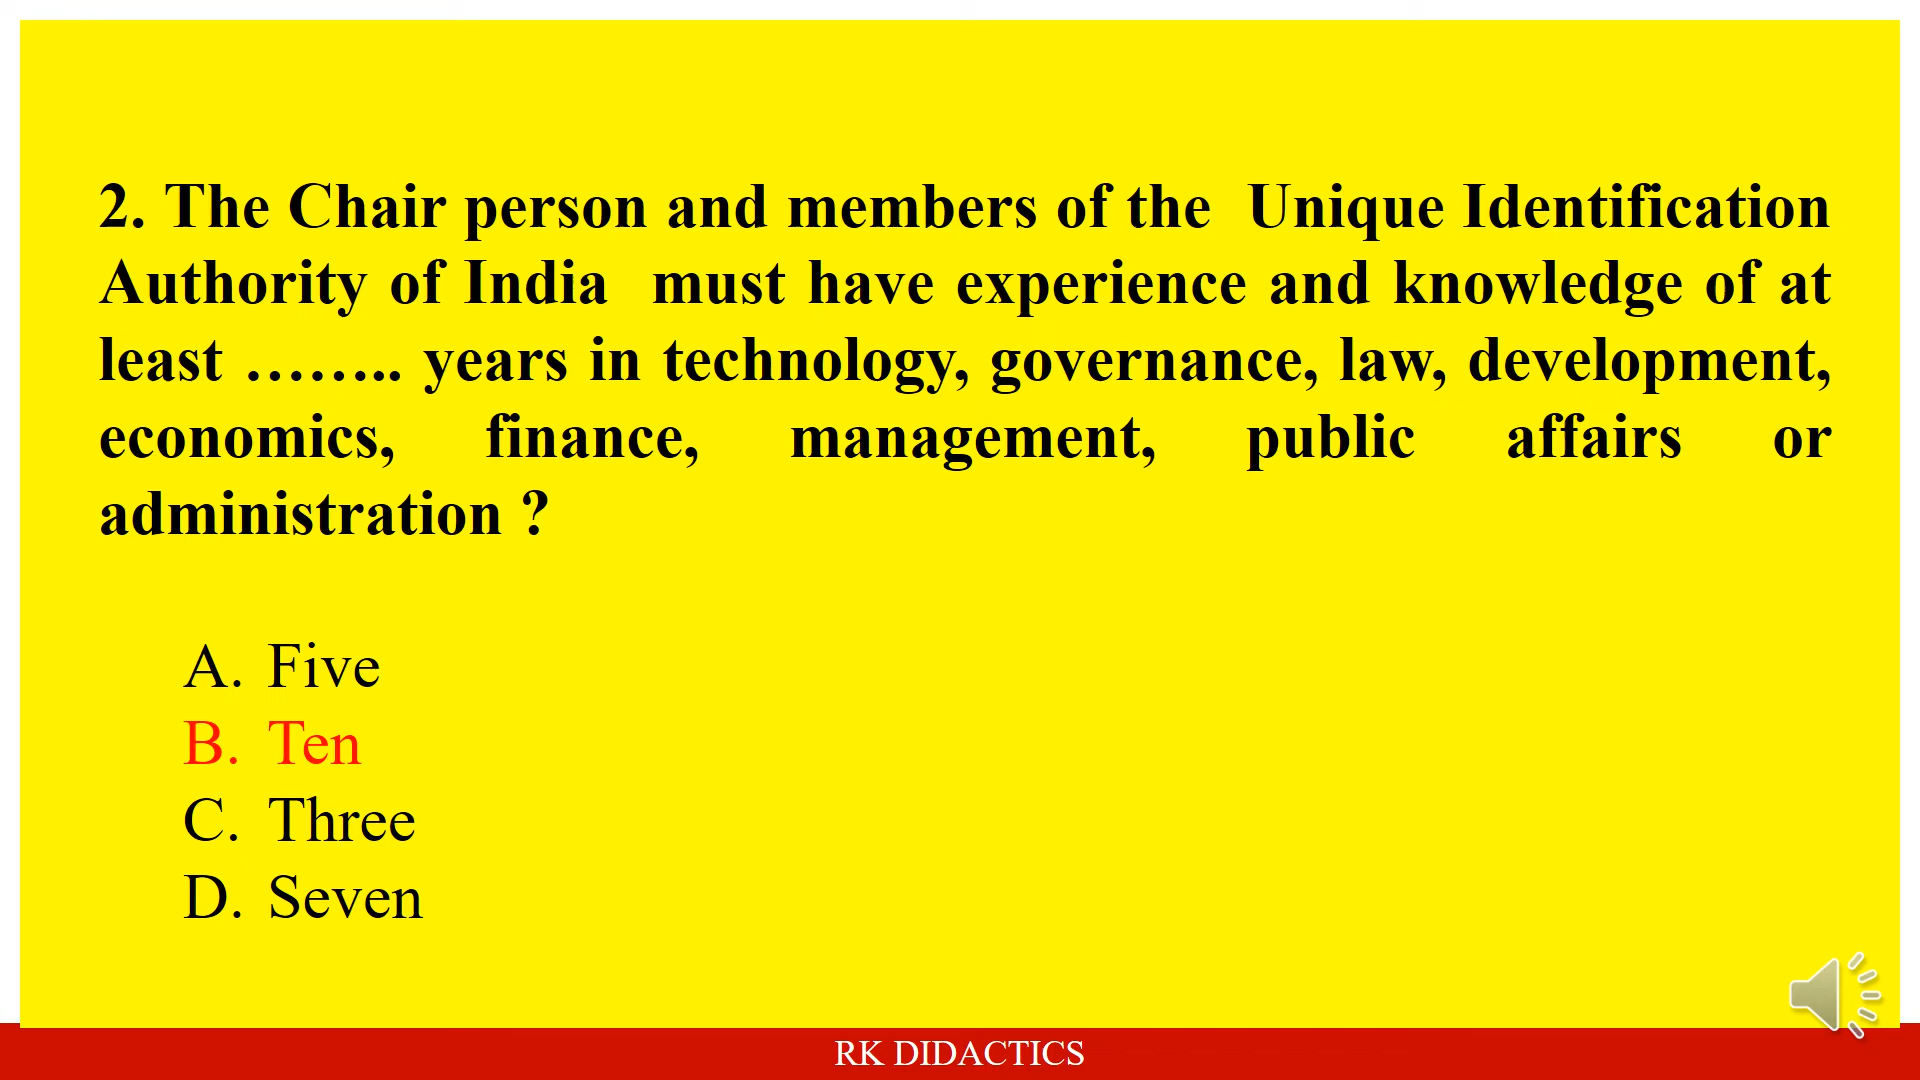 2. The Chair person and members of the Unique Identification
Authority of India must have experience and knowledge of at
least …….. years in technology, governance, law, development,
economics, finance, management, public affairs or
administration ?
A. Five
B. Ten
C. Three
D. Seven
RK DIDACTICS